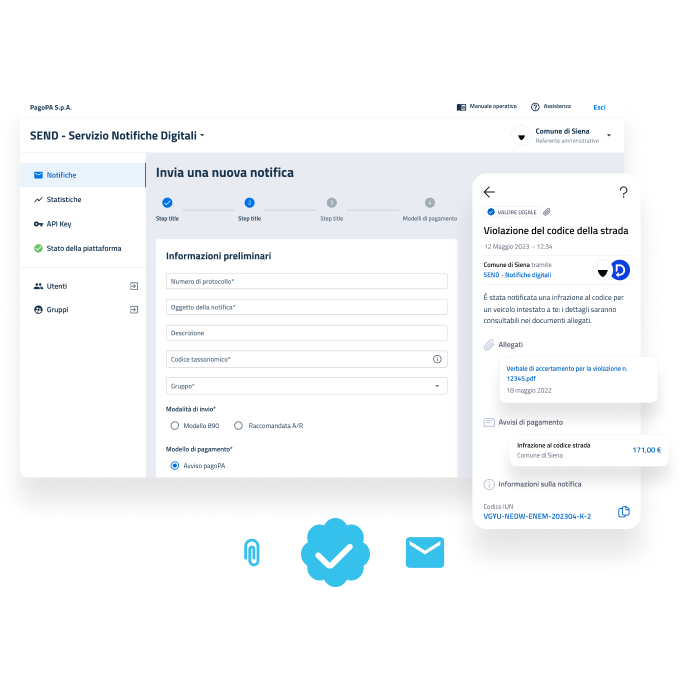 PagoPA S.p.A.
Manuale operativo
Assistenza
Esci
SEND - Servizio Notifiche Digitali
Comune di Siena
Referente amministrativo
Notifiche
Statistiche
API Key
Stato della piattaforma
Utenti
Gruppi
Invia una nuova notifica
2
3
4
Step title
Step title
Step title
Modelli di pagamento
Informazioni preliminari
Numero di protocollo*
Oggetto della notifica*
Descrizione
Codice tassonomico*
Gruppo*
Modalità di invio*
Modello 890
Raccomandata A/R
Modello di pagamento*
Avviso pagoPA
VALORE LEGALE
Violazione del codice della strada
12 Maggio 2023 - 12.34
Comune di Siena tramite
SEND - Notifiche digitali
È stata notificata una infrazione al codice per
un veicolo intestato a te: i dettagli saranno
consultabili nei documenti allegati.
Allegati
Verbale di accertamento per la violazione n.
12345.pdf
18 maggio 2022
Avvisi di pagamento
Infrazione al codice strada
Comune di Siena
171,00 €
Informazioni sulla notifica
Codice IUN
VGYU-NEDW-ENEM-202304-K-2